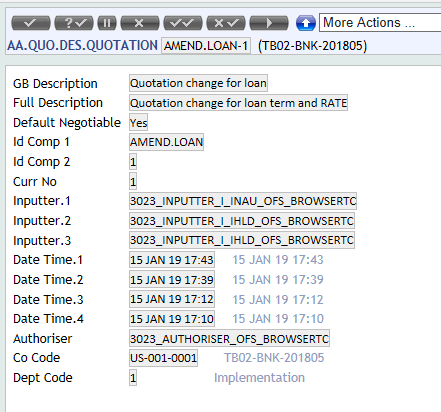 More Actions ...
AA.QUO.DES.QUOTATION AMEND.LOAN-1 (TB02-BNK-201805)
GB Description Quotation change for loan
Full Description Quotation change for loan term and RATE
Default Negotiable Yes
Id Comp 1 AMEND.LOAN
Id Comp 2 1
Curr No 1
Inputter.1 3023_INPUTTER_I_INAU_OFS_BROWSERTC
Inputter.2 3023_INPUTTER_I_IHLD_OFS_BROWSERTC
Inputter.3 3023_INPUTTER_I_IHLD_OFS_BROWSERTC
Date Time.1 15 JAN 19 17:43 15 JAN 19 17:43
Date Time.2 15 JAN 19 17:39 15 JAN 19 17:39
Date Time.3 15 JAN 19 17:12 15 JAN 19 17:12
Date Time.4 15 JAN 19 17:10 15 JAN 19 17:10
Authoriser 3023_AUTHORISER_OFS_BROWSERTC
Co Code US-001-0001 TB02-BNK-201805
Dept Code 1 Implementation